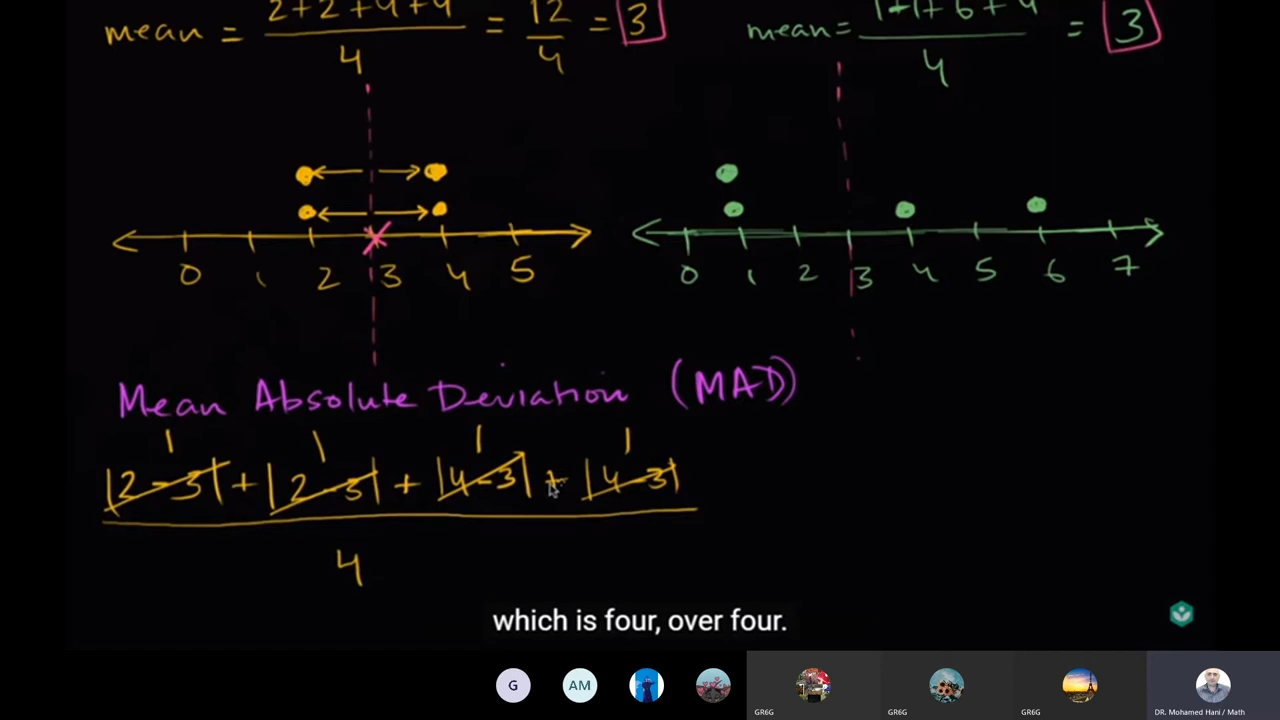 mean = 2+2+4+4 / 4 = 12/4 = 3
mean = 1+1+6+4 / 4 = 3
0 1 2 3 4 5
0 1 2 3 4 5 6 7
Mean Absolute Deviation (MAD)
1 1 1 1
|2-3| + |2-3| + |4-3| + |4-3|
4
which is four, over four.
G AM
GR6G GR6G GR6G DR. Mohamed Hani / Math